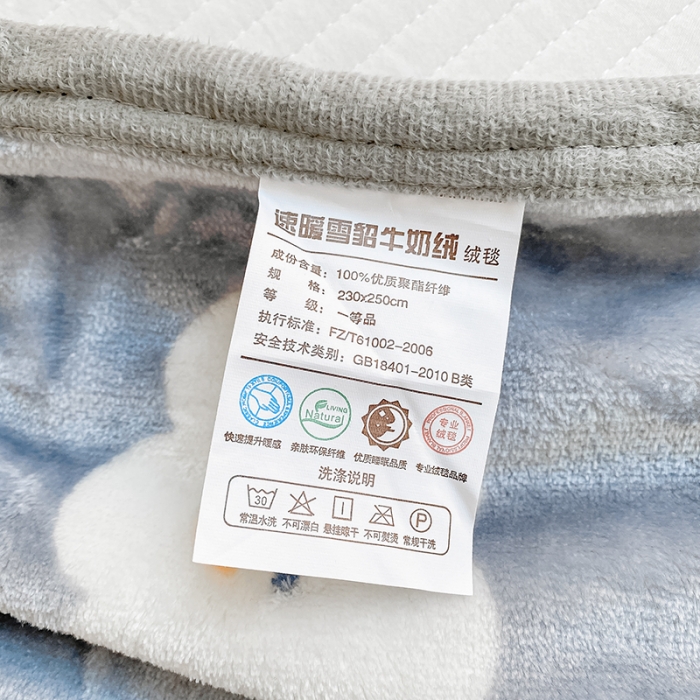 速暖雪貂牛奶绒 绒毯
成份含量：100%优质聚酯纤维
规　　格：230x250cm
等　　级：一等品
执行标准：FZ/T61002-2006
安全技术类别：GB18401-2010 B类
LIVING
Natural
专业
绒毯
快速提升暖感 亲肤环保纤维 优质睡眠品质 专业绒毯品牌
洗涤说明
30
P
常温水洗 不可漂白 悬挂晾干 不可熨烫 常规干洗